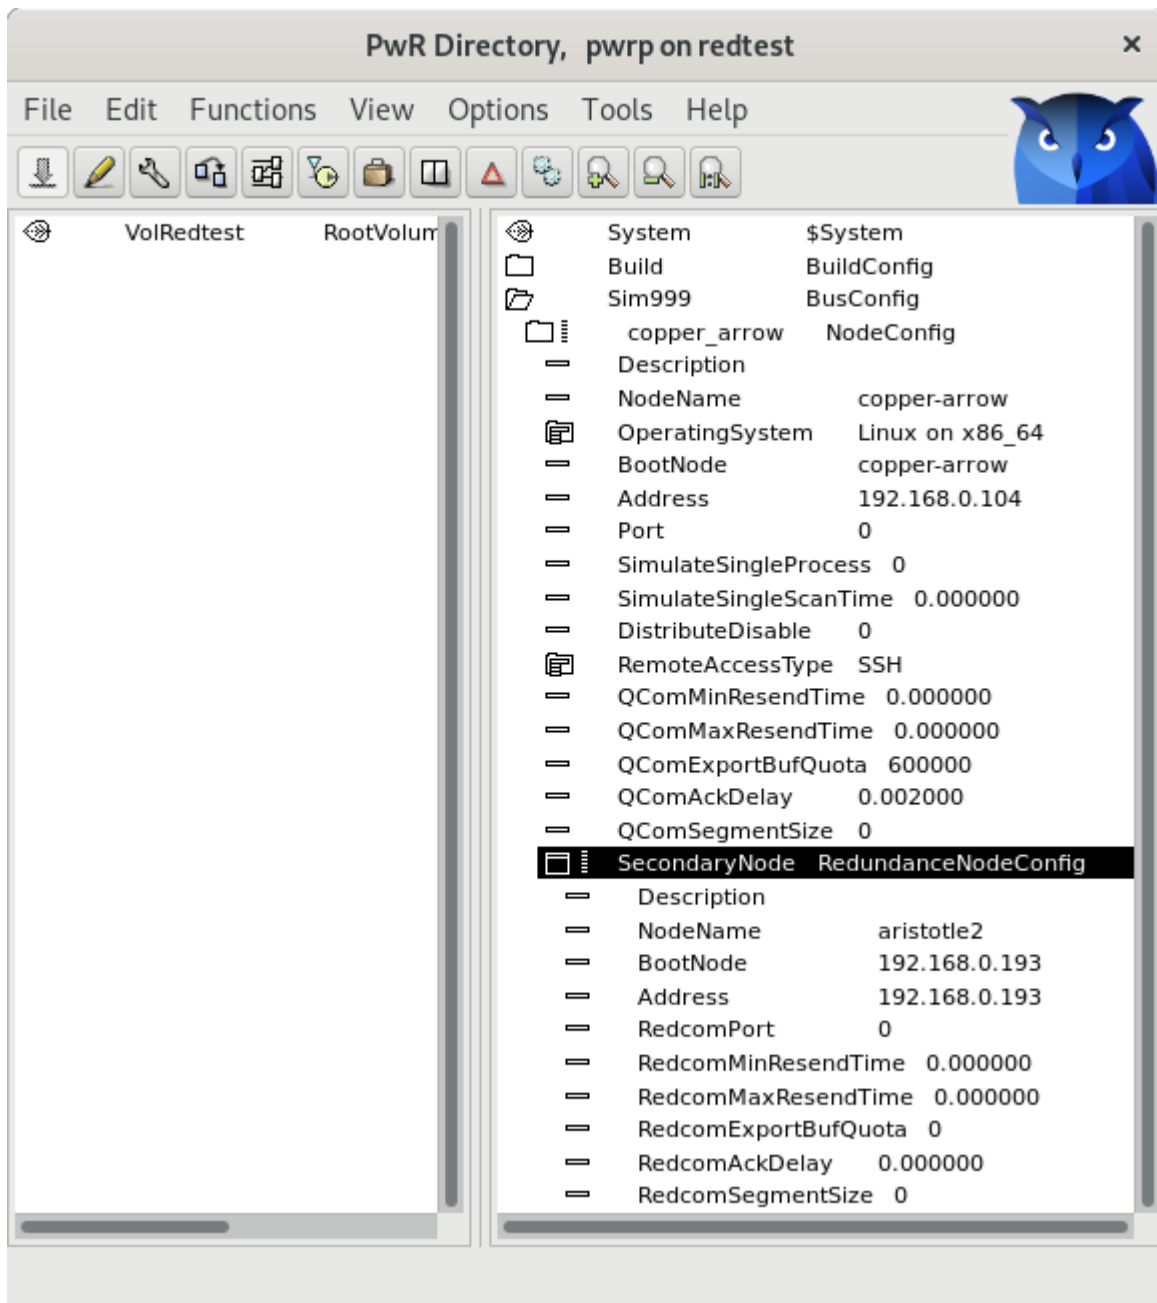 PwR Directory, pwrp on redtest
File Edit Functions View Options Tools Help
VolRedtest RootVolum
System $System
Build BuildConfig
Sim999 BusConfig
copper_arrow NodeConfig
Description
NodeName copper-arrow
OperatingSystem Linux on x86_64
BootNode copper-arrow
Address 192.168.0.104
Port 0
SimulateSingleProcess 0
SimulateSingleScanTime 0.000000
DistributeDisable 0
RemoteAccessType SSH
QComMinResendTime 0.000000
QComMaxResendTime 0.000000
QComExportBufQuota 600000
QComAckDelay 0.002000
QComSegmentSize 0
SecondaryNode RedundanceNodeConfig
Description
NodeName aristotle2
BootNode 192.168.0.193
Address 192.168.0.193
RedcomPort 0
RedcomMinResendTime 0.000000
RedcomMaxResendTime 0.000000
RedcomExportBufQuota 0
RedcomAckDelay 0.000000
RedcomSegmentSize 0